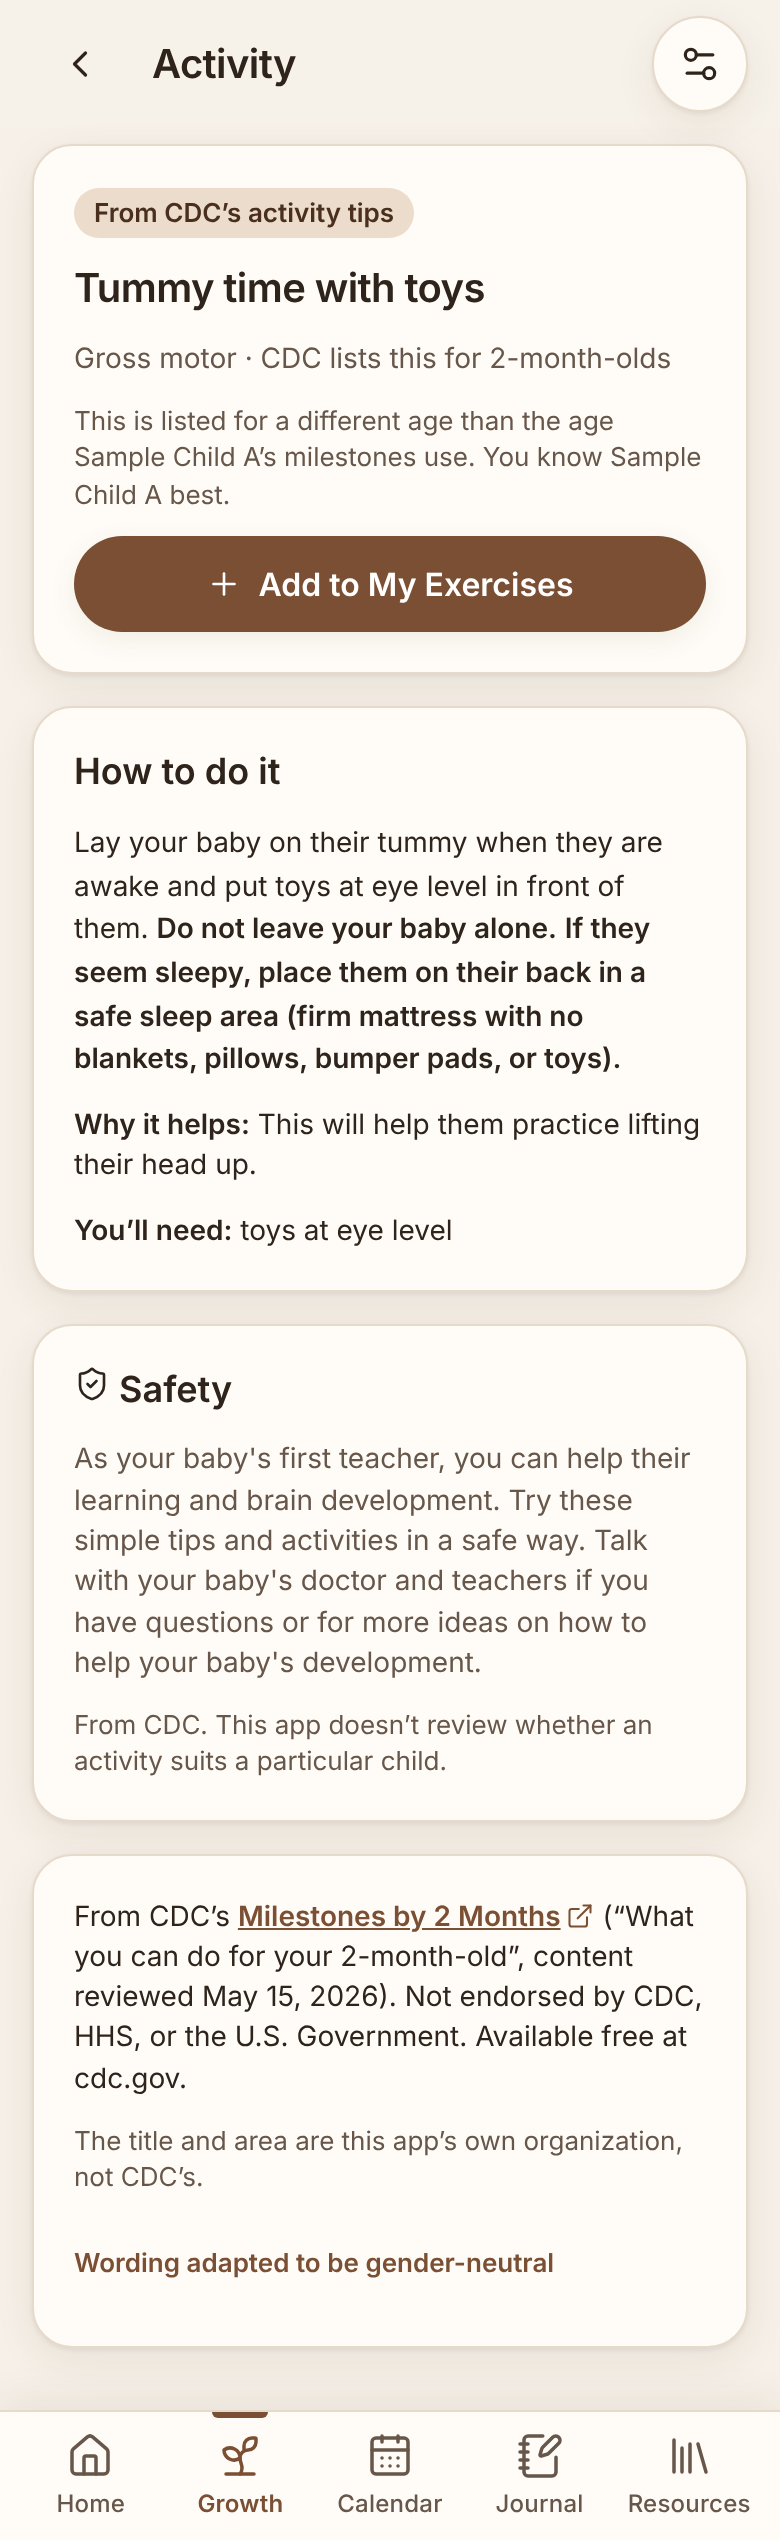 Activity
From CDC’s activity tips
Tummy time with toys
Gross motor · CDC lists this for 2-month-olds
This is listed for a different age than the age
Sample Child A’s milestones use. You know Sample
Child A best.
Add to My Exercises
How to do it
Lay your baby on their tummy when they are
awake and put toys at eye level in front of
them. Do not leave your baby alone. If they
seem sleepy, place them on their back in a
safe sleep area (firm mattress with no
blankets, pillows, bumper pads, or toys).
Why it helps: This will help them practice lifting
their head up.
You’ll need: toys at eye level
Safety
As your baby's first teacher, you can help their
learning and brain development. Try these
simple tips and activities in a safe way. Talk
with your baby's doctor and teachers if you
have questions or for more ideas on how to
help your baby's development.
From CDC. This app doesn’t review whether an
activity suits a particular child.
From CDC’s Milestones by 2 Months (“What
you can do for your 2-month-old”, content
reviewed May 15, 2026). Not endorsed by CDC,
HHS, or the U.S. Government. Available free at
cdc.gov.
The title and area are this app’s own organization,
not CDC’s.
Wording adapted to be gender-neutral
Home
Growth
Calendar
Journal
Resources